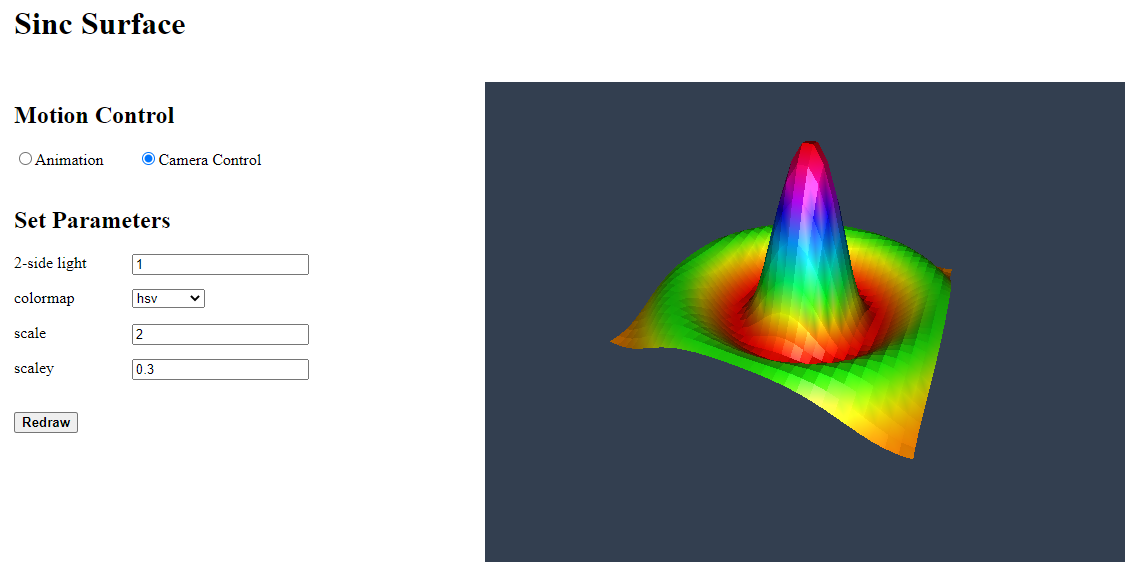 Sinc Surface
Motion Control
Animation Camera Control
Set Parameters
2-side light 1
colormap hsv
scale 2
scaley 0.3
Redraw